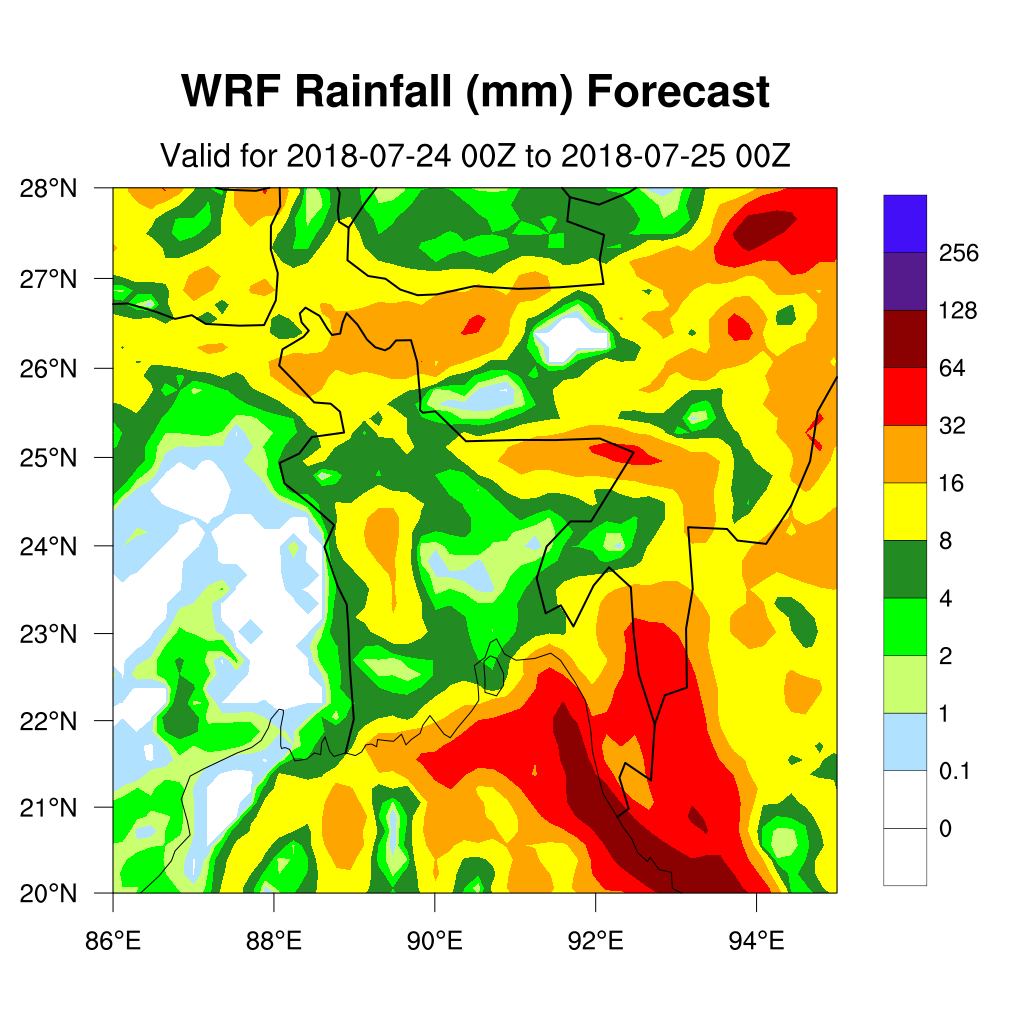 WRF Rainfall (mm) Forecast
Valid for 2018-07-24 00Z to 2018-07-25 00Z
28°N
27°N
26°N
25°N
24°N
23°N
22°N
21°N
20°N
86°E 88°E 90°E 92°E 94°E
256
128
64
32
16
8
4
2
1
0.1
0